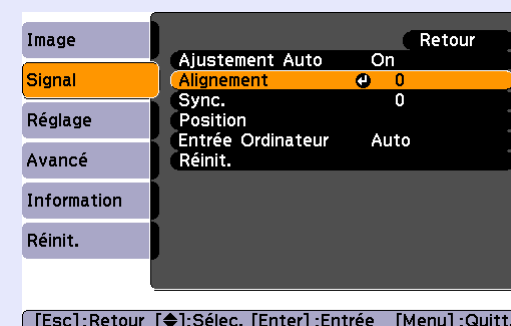 Image
Signal
Réglage
Avancé
Information
Réinit.
Retour
Ajustement Auto On
Alignement 0
Sync. 0
Position
Entrée Ordinateur Auto
Réinit.
[Esc]:Retour [◆]:Sélec. [Enter]:Entrée [Menu]:Quitt.